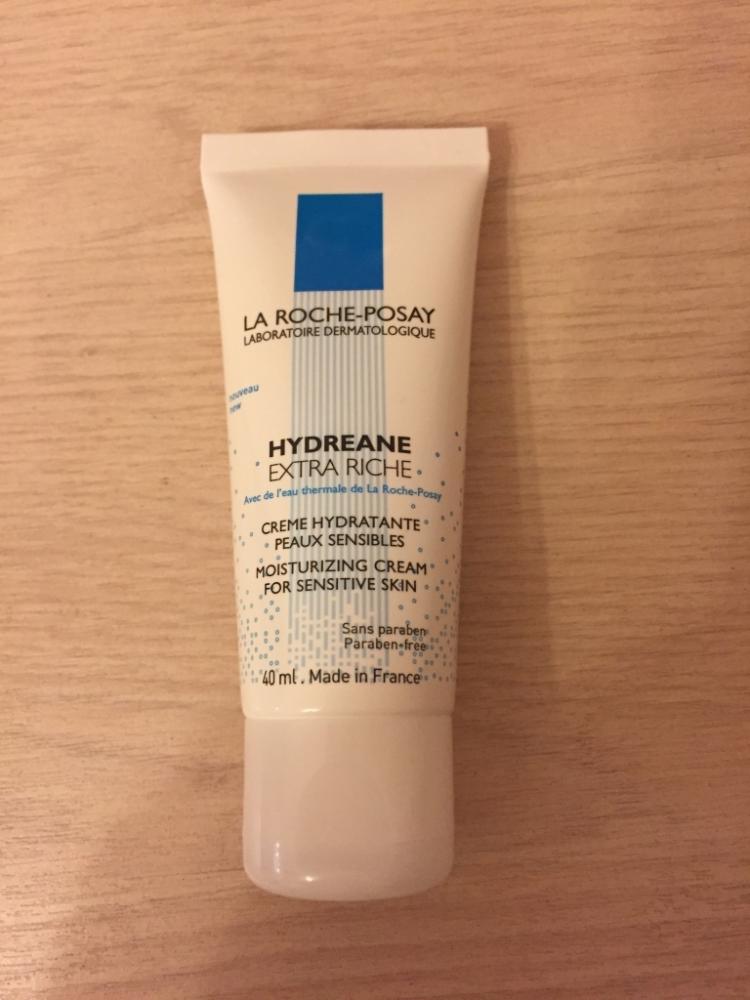 LA ROCHE-POSAY
LABORATOIRE DERMATOLOGIQUE
nouveau
new
HYDREANE
EXTRA RICHE
Avec de l'eau thermale de La Roche-Posay
CREME HYDRATANTE
PEAUX SENSIBLES
MOISTURIZING CREAM
FOR SENSITIVE SKIN
Sans paraben
Paraben-free
40 ml . Made in France